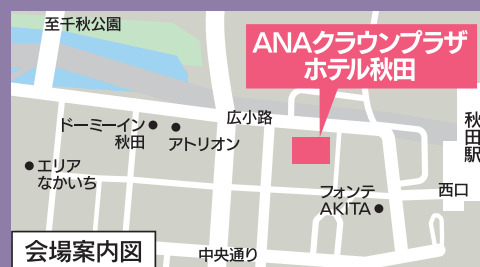 至千秋公園
ANAクラウンプラザ
ホテル秋田
広小路
ドーミーイン
秋田
アトリオン
秋田駅
エリア
なかいち
西口
フォンテ
AKITA
会場案内図
中央通り